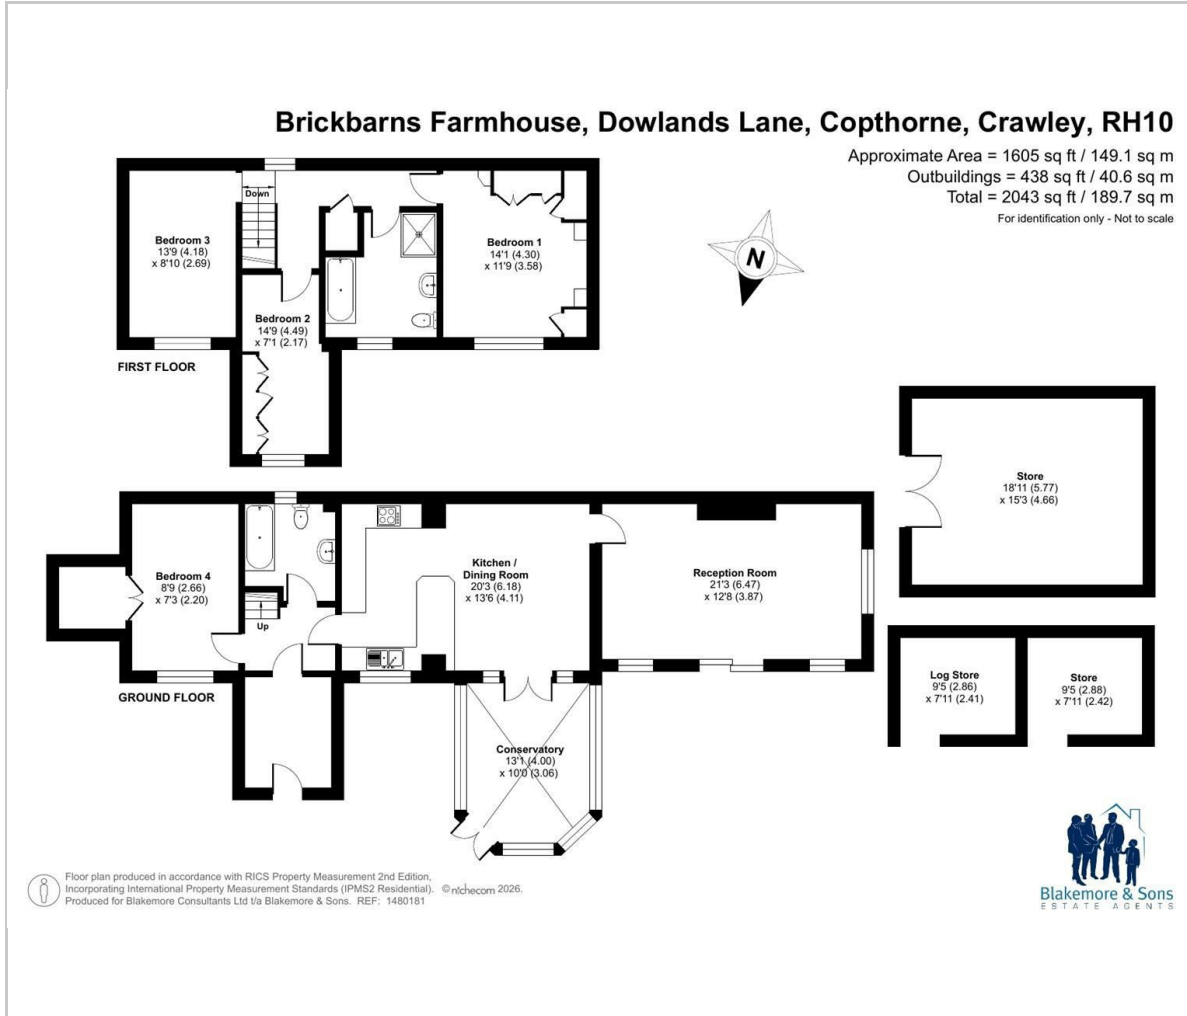 Brickbarns Farmhouse, Dowlands Lane, Copthorne, Crawley, RH10
Approximate Area = 1605 sq ft / 149.1 sq m
Outbuildings = 438 sq ft / 40.6 sq m
Total = 2043 sq ft / 189.7 sq m
For identification only - Not to scale
N
Down
Bedroom 3
13'9 (4.18)
x 8'10 (2.69)
Bedroom 1
14'1 (4.30)
x 11'9 (3.58)
Bedroom 2
14'9 (4.49)
x 7'1 (2.17)
FIRST FLOOR
Store
18'11 (5.77)
x 15'3 (4.66)
Bedroom 4
8'9 (2.66)
x 7'3 (2.20)
Up
Kitchen /
Dining Room
20'3 (6.18)
x 13'6 (4.11)
Reception Room
21'3 (6.47)
x 12'8 (3.87)
GROUND FLOOR
Log Store
9'5 (2.86)
x 7'11 (2.41)
Store
9'5 (2.88)
x 7'11 (2.42)
Conservatory
13'1 (4.00)
x 10'0 (3.06)
Floor plan produced in accordance with RICS Property Measurement 2nd Edition,
Incorporating International Property Measurement Standards (IPMS2 Residential). © nichecom 2026.
Produced for Blakemore Consultants Ltd t/a Blakemore & Sons. REF: 1480181
Blakemore & Sons
ESTATE AGENTS